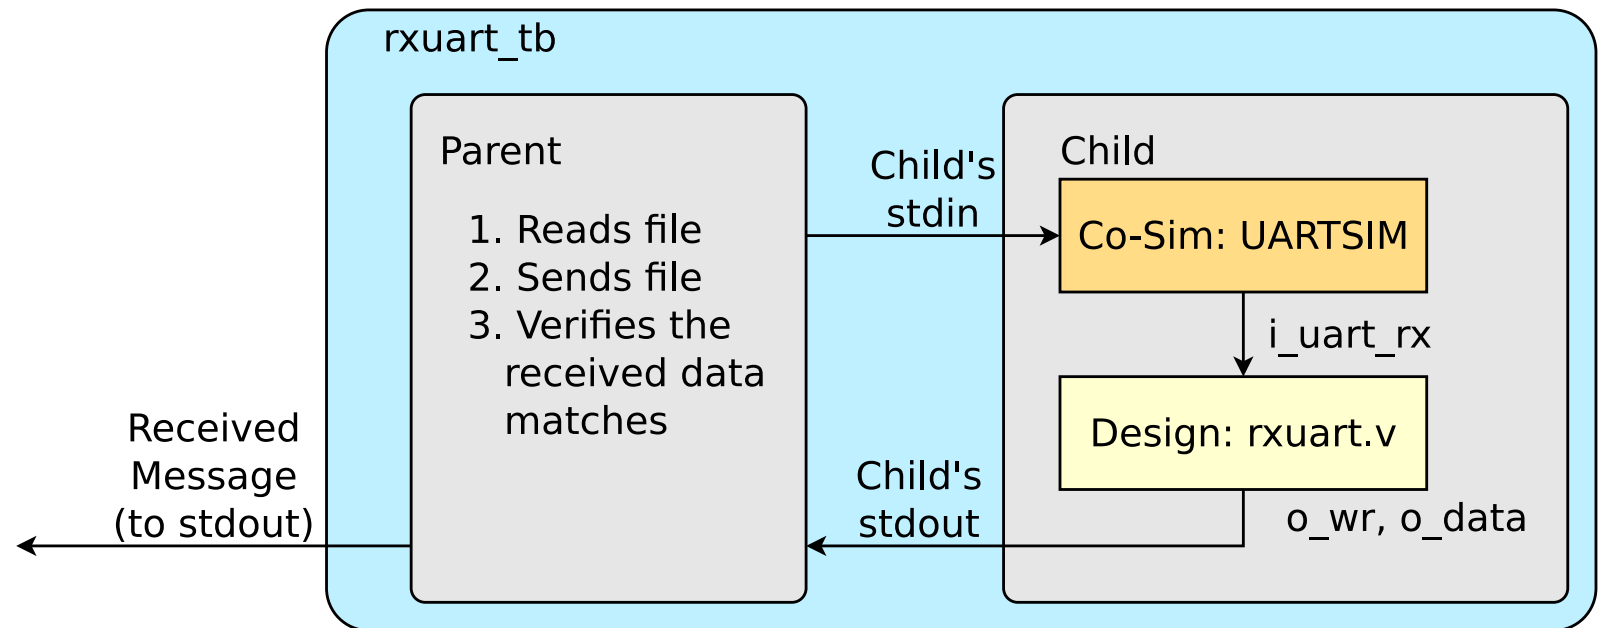 rxuart_tb
Parent
1. Reads file
2. Sends file
3. Verifies the
received data
matches
Child's
stdin
Child
Co-Sim: UARTSIM
i_uart_rx
Design: rxuart.v
o_wr, o_data
Child's
stdout
Received
Message
(to stdout)